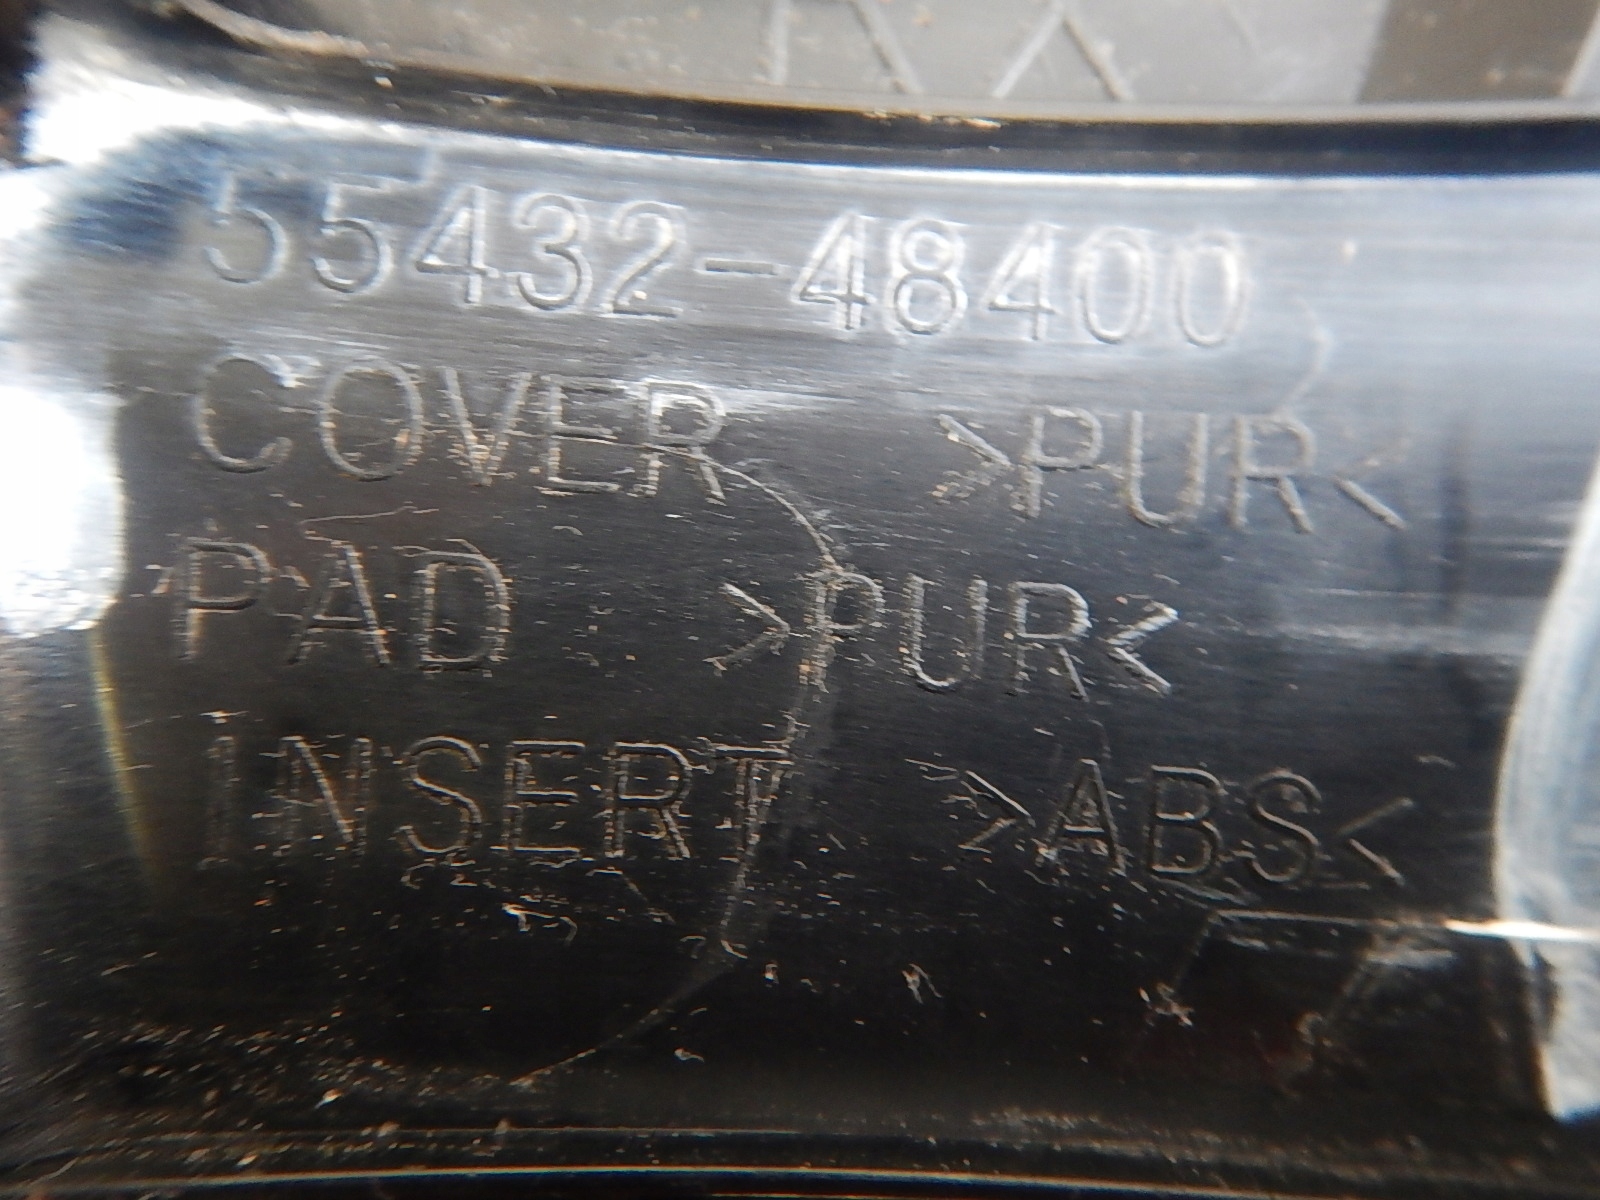 55432-48400
COVER >PUR<
PAD >PUR<
INSERT >ABS<